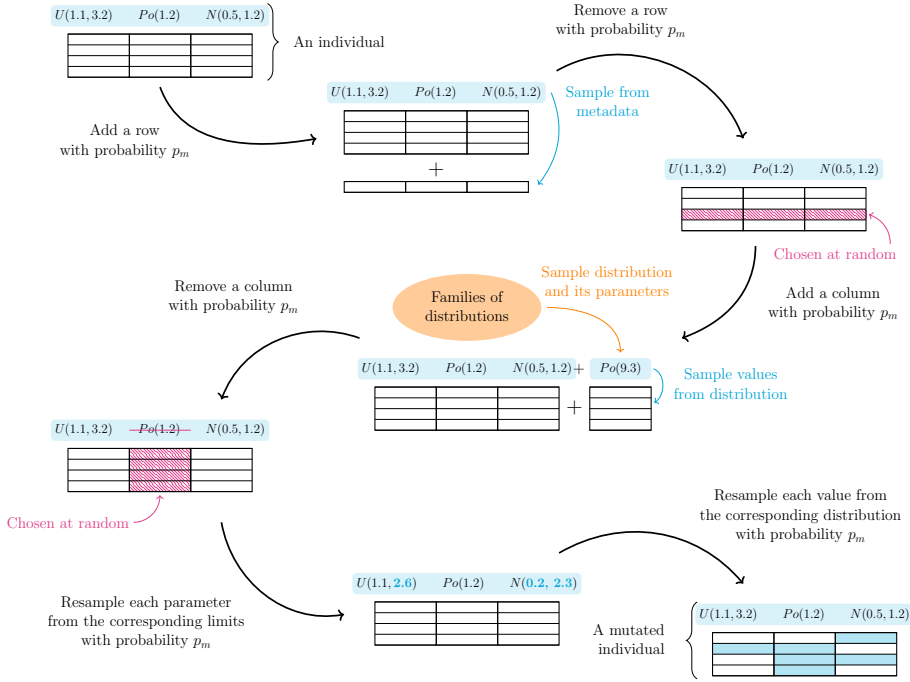 U(1.1, 3.2) Po(1.2) N(0.5, 1.2)
An individual
Add a row
with probability p_m
U(1.1, 3.2) Po(1.2) N(0.5, 1.2)
+
Sample from
metadata
Remove a row
with probability p_m
U(1.1, 3.2) Po(1.2) N(0.5, 1.2)
Chosen at random
Add a column
with probability p_m
Families of
distributions
Sample distribution
and its parameters
U(1.1, 3.2) Po(1.2) N(0.5, 1.2) + Po(9.3)
+
Sample values
from distribution
Remove a column
with probability p_m
U(1.1, 3.2) Po(1.2) N(0.5, 1.2)
Chosen at random
Resample each parameter
from the corresponding limits
with probability p_m
U(1.1, 2.6) Po(1.2) N(0.2, 2.3)
Resample each value from
the corresponding distribution
with probability p_m
U(1.1, 3.2) Po(1.2) N(0.5, 1.2)
A mutated
individual